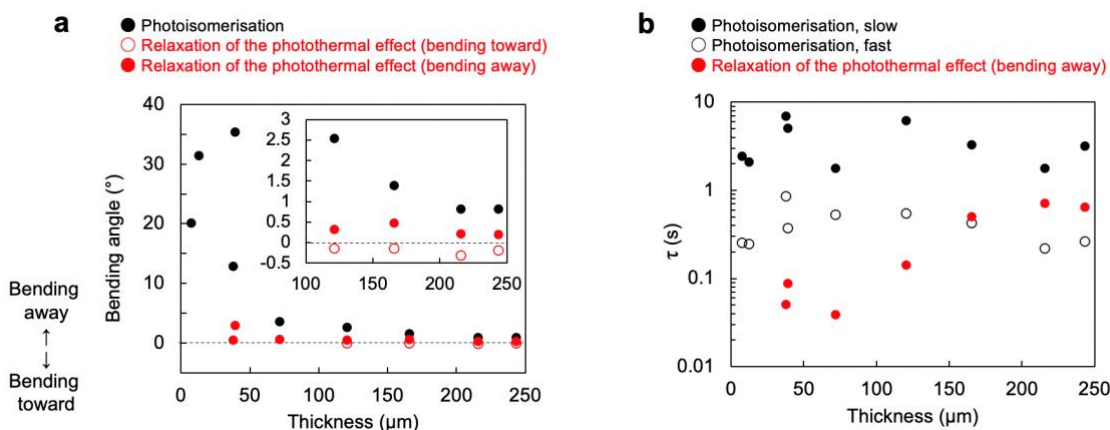 a
Photoisomerisation
Relaxation of the photothermal effect (bending toward)
Relaxation of the photothermal effect (bending away)
40
30
20
10
0
Bending angle (°)
Bending
away
↑
↓
Bending
toward
3
2.5
2
1.5
1
0.5
0
-0.5
100 150 200 250
0 50 100 150 200 250
Thickness (µm)
b
Photoisomerisation, slow
Photoisomerisation, fast
Relaxation of the photothermal effect (bending away)
10
1
0.1
0.01
τ (s)
0 50 100 150 200 250
Thickness (µm)